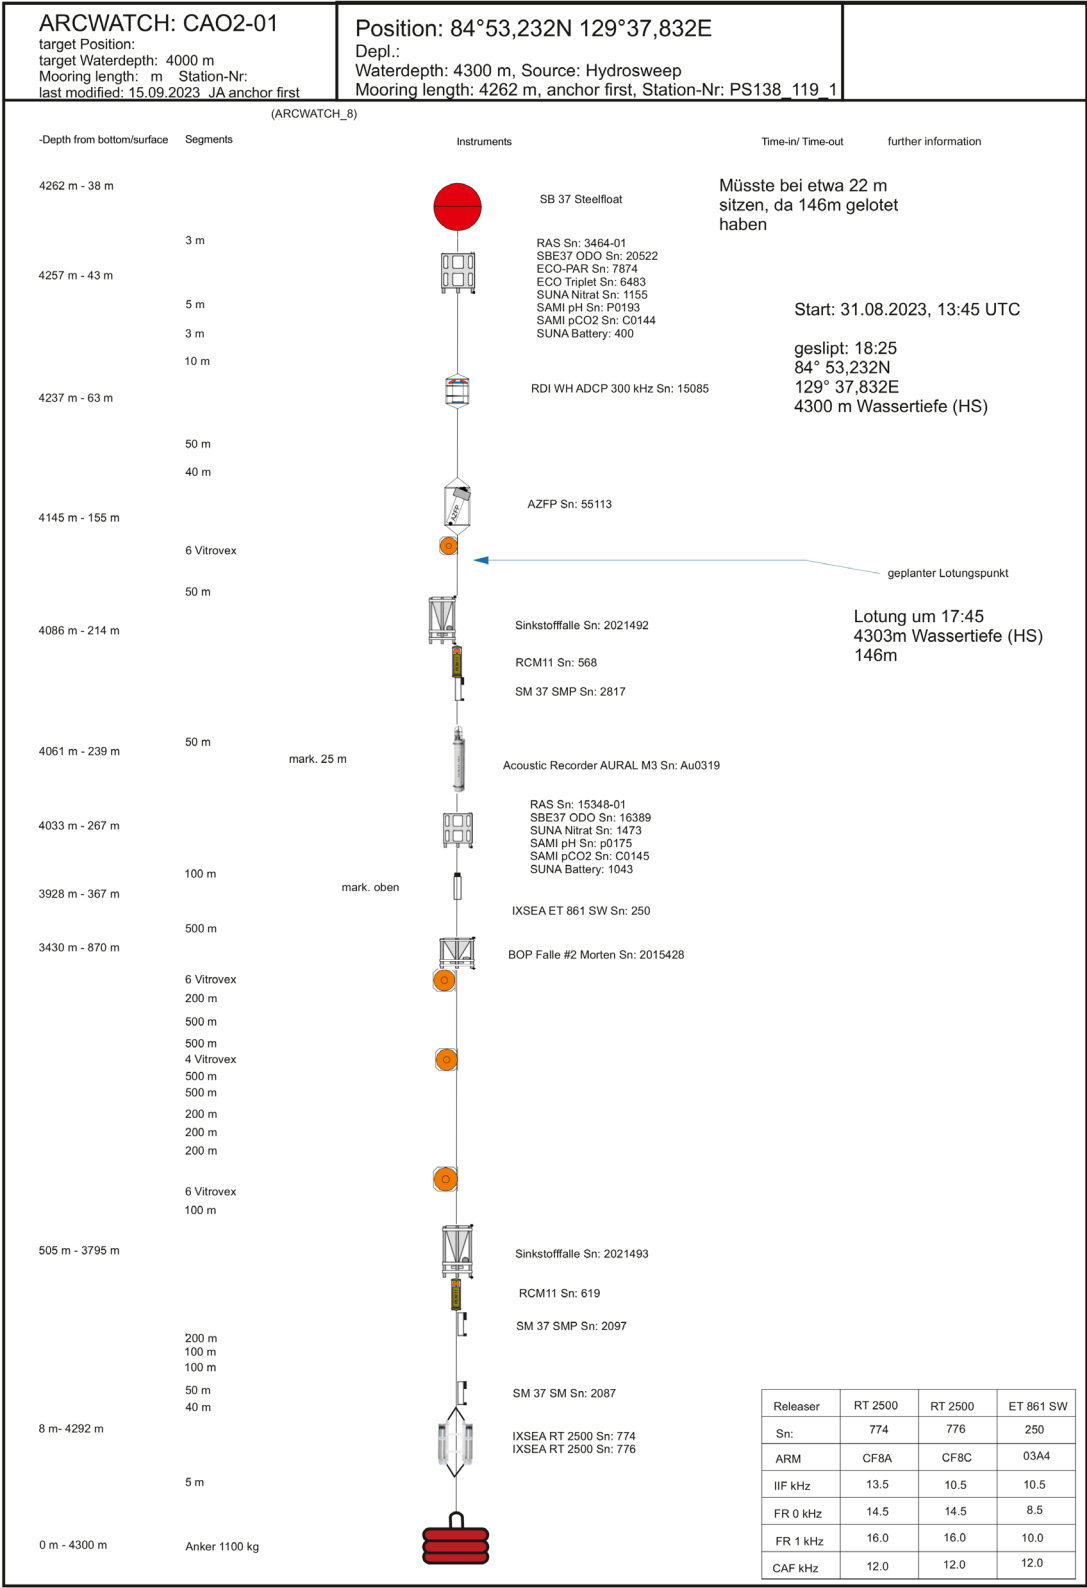 ARCWATCH: CAO2-01
target Position:
target Waterdepth: 4000 m
Mooring length: m Station-Nr:
last modified: 15.09.2023 JA anchor first
Position: 84°53,232N 129°37,832E
Depl.:
Waterdepth: 4300 m, Source: Hydrosweep
Mooring length: 4262 m, anchor first, Station-Nr: PS138_119_1
(ARCWATCH_8)
-Depth from bottom/surface Segments Instruments Time-in/ Time-out further information
4262 m - 38 m
SB 37 Steelfloat
Müsste bei etwa 22 m
sitzen, da 146m gelotet
haben
3 m
4257 m - 43 m
RAS Sn: 3464-01
SBE37 ODO Sn: 20522
ECO-PAR Sn: 7874
ECO Triplet Sn: 6483
SUNA Nitrat Sn: 1155
SAMI pH Sn: P0193
SAMI pCO2 Sn: C0144
SUNA Battery: 400
5 m
3 m
10 m
Start: 31.08.2023, 13:45 UTC
geslipt: 18:25
84° 53,232N
129° 37,832E
4300 m Wassertiefe (HS)
4237 m - 63 m
RDI WH ADCP 300 kHz Sn: 15085
50 m
40 m
AZFP
AZFP Sn: 55113
4145 m - 155 m
6 Vitrovex
geplanter Lotungspunkt
50 m
Lotung um 17:45
4303m Wassertiefe (HS)
146m
4086 m - 214 m
Sinkstofffalle Sn: 2021492
RCM11 Sn: 568
SM 37 SMP Sn: 2817
50 m
4061 m - 239 m
mark. 25 m
Acoustic Recorder AURAL M3 Sn: Au0319
4033 m - 267 m
RAS Sn: 15348-01
SBE37 ODO Sn: 16389
SUNA Nitrat Sn: 1473
SAMI pH Sn: p0175
SAMI pCO2 Sn: C0145
SUNA Battery: 1043
100 m
mark. oben
3928 m - 367 m
IXSEA ET 861 SW Sn: 250
500 m
3430 m - 870 m
BOP Falle #2 Morten Sn: 2015428
6 Vitrovex
200 m
500 m
500 m
4 Vitrovex
500 m
500 m
200 m
200 m
200 m
6 Vitrovex
100 m
505 m - 3795 m
Sinkstofffalle Sn: 2021493
RCM11 Sn: 619
SM 37 SMP Sn: 2097
200 m
100 m
100 m
50 m
SM 37 SM Sn: 2087
40 m
8 m- 4292 m
IXSEA RT 2500 Sn: 774
IXSEA RT 2500 Sn: 776
5 m
0 m - 4300 m
Anker 1100 kg
Releaser RT 2500 RT 2500 ET 861 SW
Sn: 774 776 250
ARM CF8A CF8C 03A4
IIF kHz 13.5 10.5 10.5
FR 0 kHz 14.5 14.5 8.5
FR 1 kHz 16.0 16.0 10.0
CAF kHz 12.0 12.0 12.0